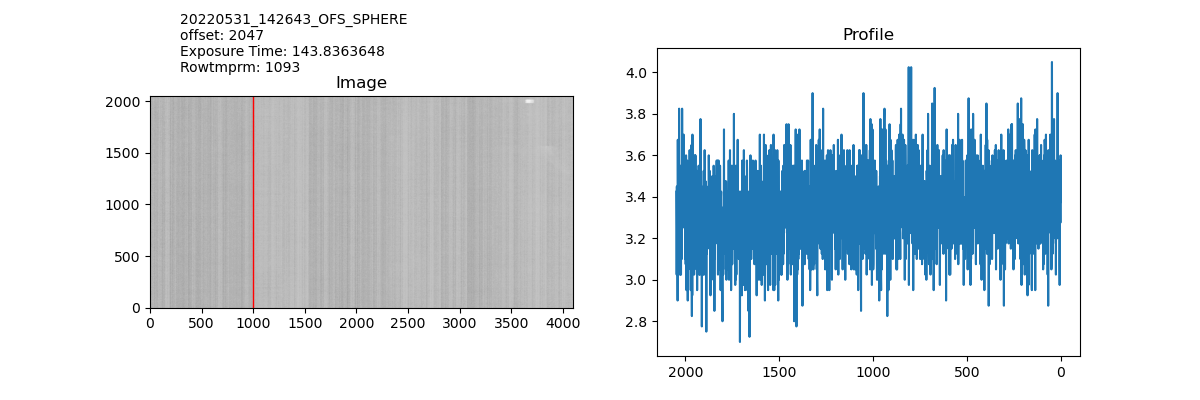 20220531_142643_OFS_SPHERE
offset: 2047
Exposure Time: 143.8363648
Rowtmprm: 1093
Image
2000
1500
1000
500
0
0 500 1000 1500 2000 2500 3000 3500 4000
Profile
4.0
3.8
3.6
3.4
3.2
3.0
2.8
2000 1500 1000 500 0